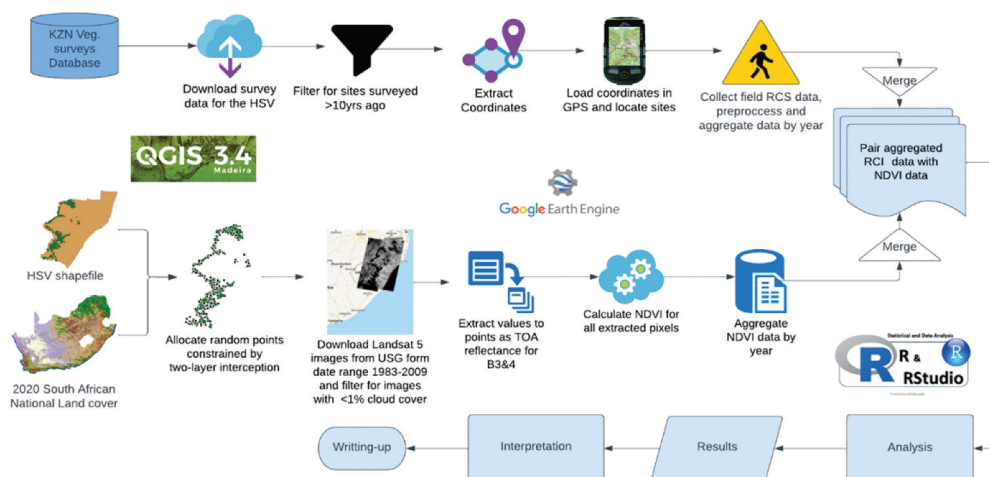 KZN Veg.
surveys
Database
Download survey
data for the HSV
Filter for sites surveyed
>10yrs ago
Extract
Coordinates
Load coordinates in
GPS and locate sites
Collect field RCS data,
preproccess and
aggregate data by year
Merge
Pair aggregated
RCI data with
NDVI data
Merge
QGIS 3.4
Madeira
Google Earth Engine
HSV shapefile
2020 South African
National Land cover
Allocate random points
constrained by
two-layer interception
Download Landsat 5
images from USG form
date range 1983-2009
and filter for images
with <1% cloud cover
Extract values to
points as TOA
reflectance for
B3&4
Calculate NDVI for
all extracted pixels
Aggregate
NDVI data by
year
Statistical and Data Analysis
R R & R
RStudio
Writting-up
Interpretation
Results
Analysis